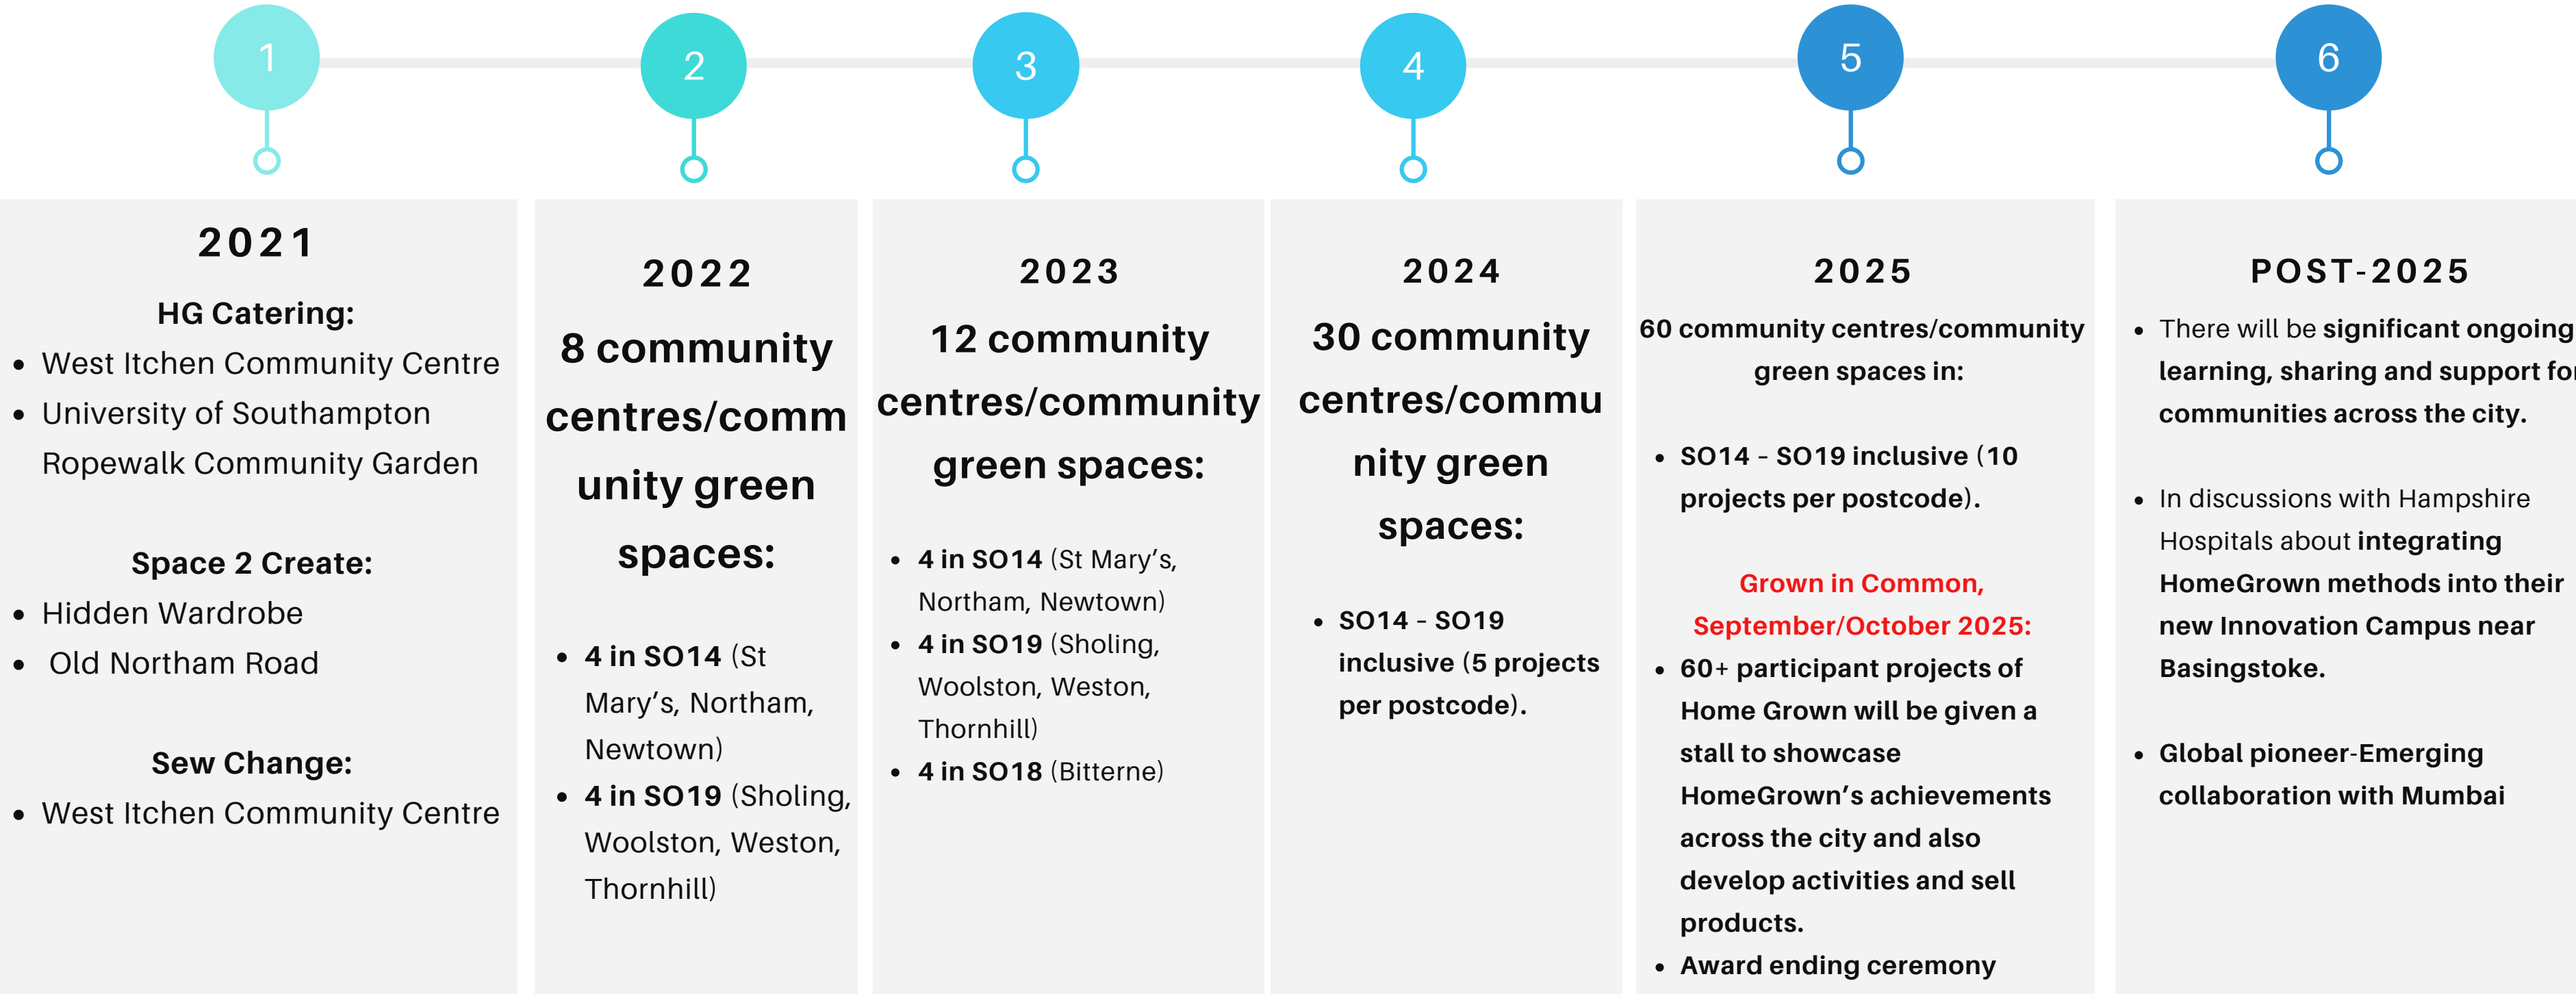 1
2
3
4
5
6
2021
HG Catering:
• West Itchen Community Centre
• University of Southampton
Ropewalk Community Garden
Space 2 Create:
• Hidden Wardrobe
• Old Northam Road
Sew Change:
• West Itchen Community Centre
2022
8 community
centres/comm
unity green
spaces:
• 4 in SO14 (St
Mary's, Northam,
Newtown)
• 4 in SO19 (Sholing,
Woolston, Weston,
Thornhill)
2023
12 community
centres/community
green spaces:
• 4 in SO14 (St Mary's,
Northam, Newtown)
• 4 in SO19 (Sholing,
Woolston, Weston,
Thornhill)
• 4 in SO18 (Bitterne)
2024
30 community
centres/commu
nity green
spaces:
• SO14 – SO19
inclusive (5 projects
per postcode).
2025
60 community centres/community
green spaces in:
• SO14 – SO19 inclusive (10
projects per postcode).
Grown in Common,
September/October 2025:
• 60+ participant projects of
Home Grown will be given a
stall to showcase
HomeGrown's achievements
across the city and also
develop activities and sell
products.
• Award ending ceremony
POST-2025
• There will be significant ongoing
learning, sharing and support for
communities across the city.
• In discussions with Hampshire
Hospitals about integrating
HomeGrown methods into their
new Innovation Campus near
Basingstoke.
• Global pioneer-Emerging
collaboration with Mumbai